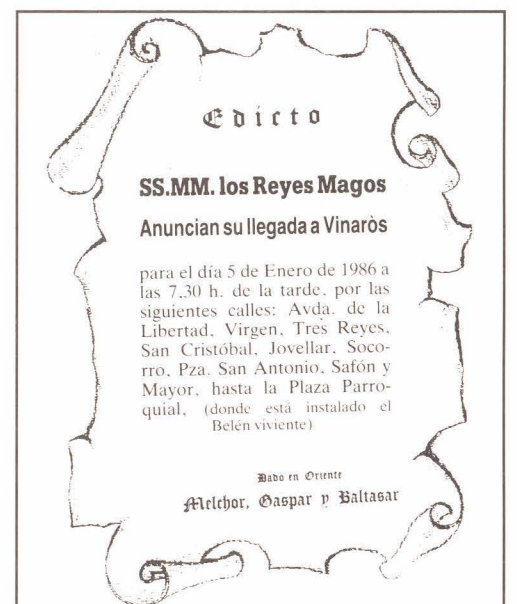 Edicto
SS.MM. los Reyes Magos
Anuncian su llegada a Vinaròs
para el día 5 de Enero de 1986 a
las 7,30 h. de la tarde, por las
siguientes calles: Avda. de la
Libertad, Virgen, Tres Reyes,
San Cristóbal, Jovellar, Soco-
rro, Pza. San Antonio, Safón y
Mayor, hasta la Plaza Parro-
quial, (donde está instalado el
Belén viviente)
Dado en Oriente
Melchor, Gaspar y Baltasar